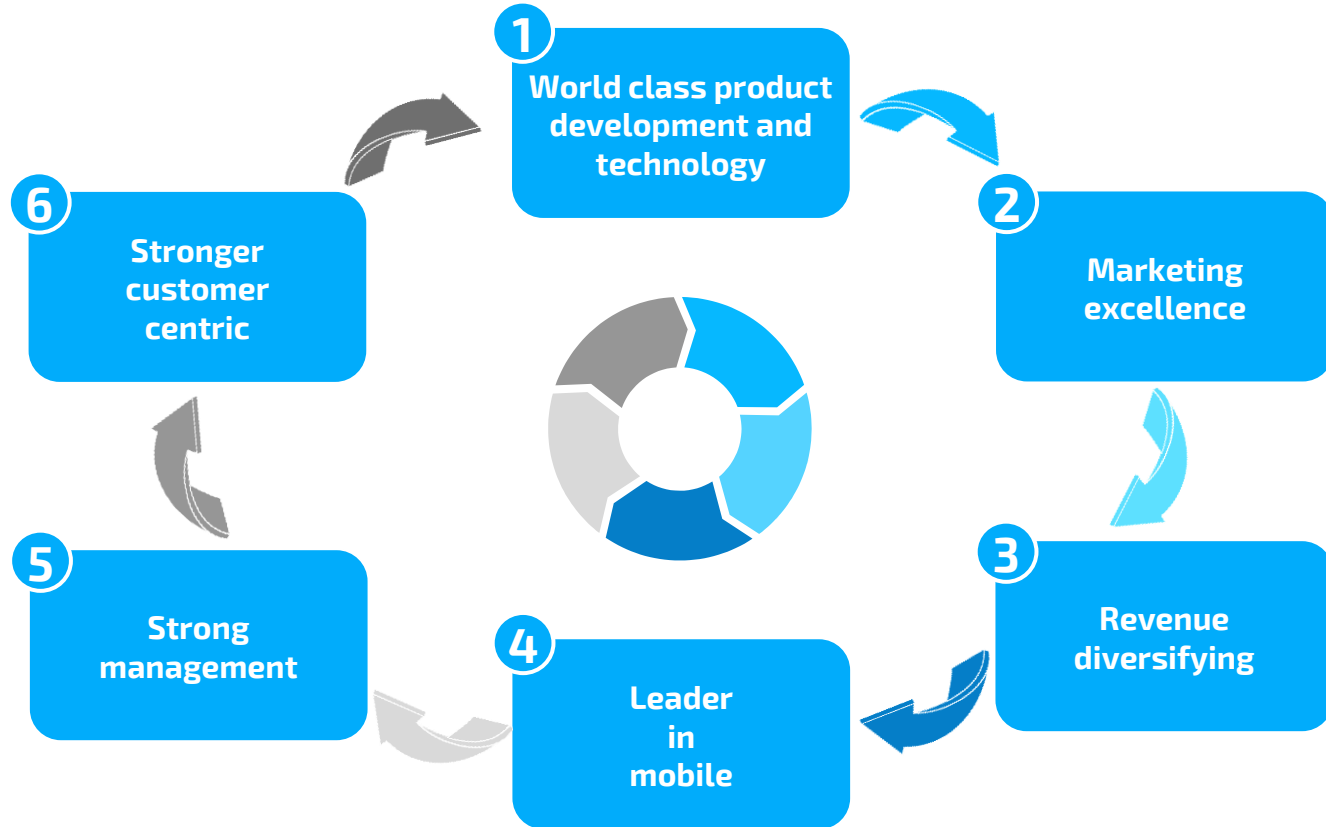 1
World class product
development and
technology
2
Marketing
excellence
3
Revenue
diversifying
4
Leader
in
mobile
5
Strong
management
6
Stronger
customer
centric